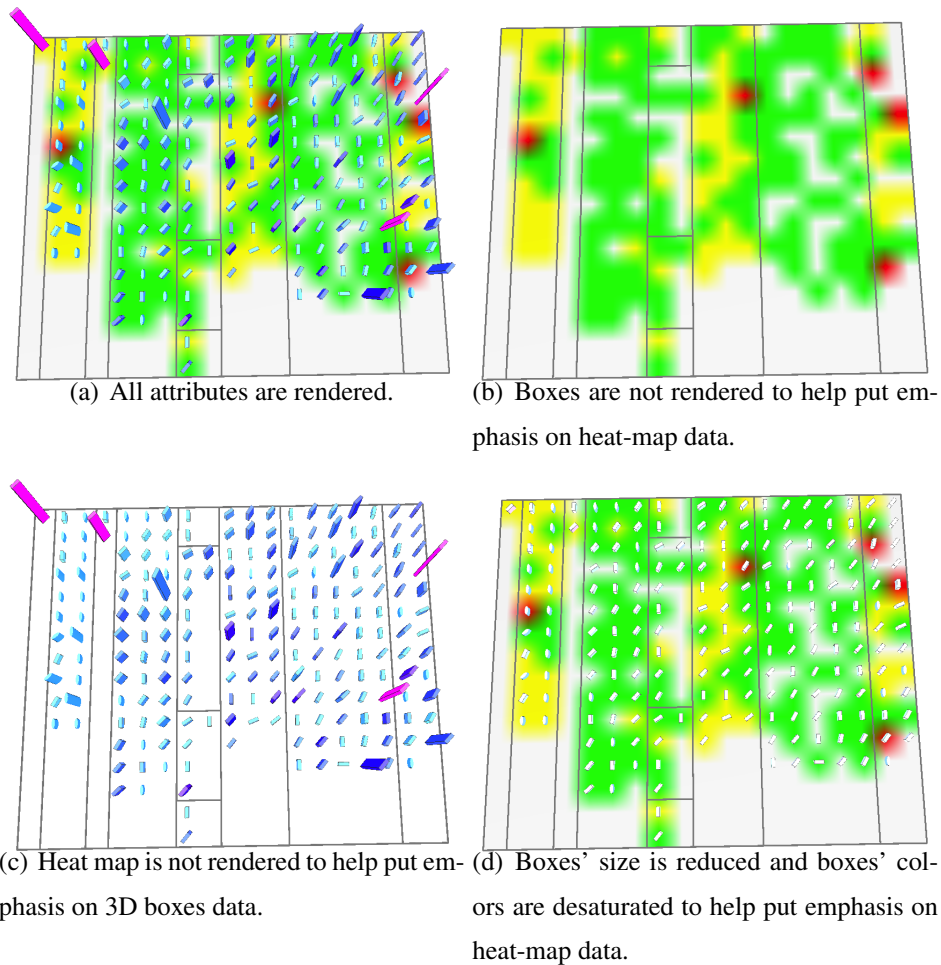 (a) All attributes are rendered.
(b) Boxes are not rendered to help put em-
phasis on heat-map data.
(c) Heat map is not rendered to help put em-
phasis on 3D boxes data.
(d) Boxes’ size is reduced and boxes’ col-
ors are desaturated to help put emphasis on
heat-map data.